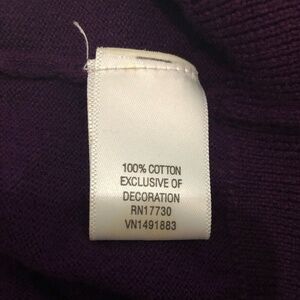 100% COTTON
EXCLUSIVE OF
DECORATION
RN17730
VN1491883